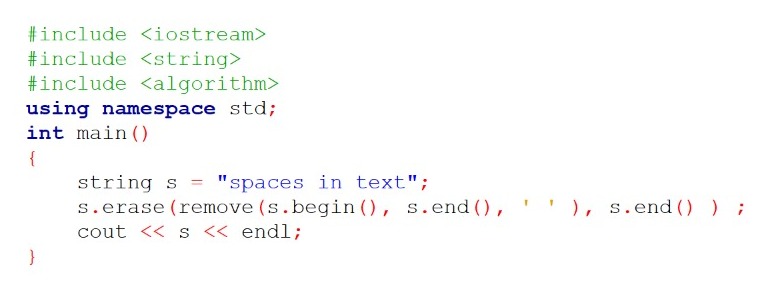 #include <iostream>
#include <string>
#include <algorithm>
using namespace std;
int main()
{
    string s = "spaces in text";
    s.erase(remove(s.begin(), s.end(), ' ' ), s.end() ) ;
    cout << s << endl;
}